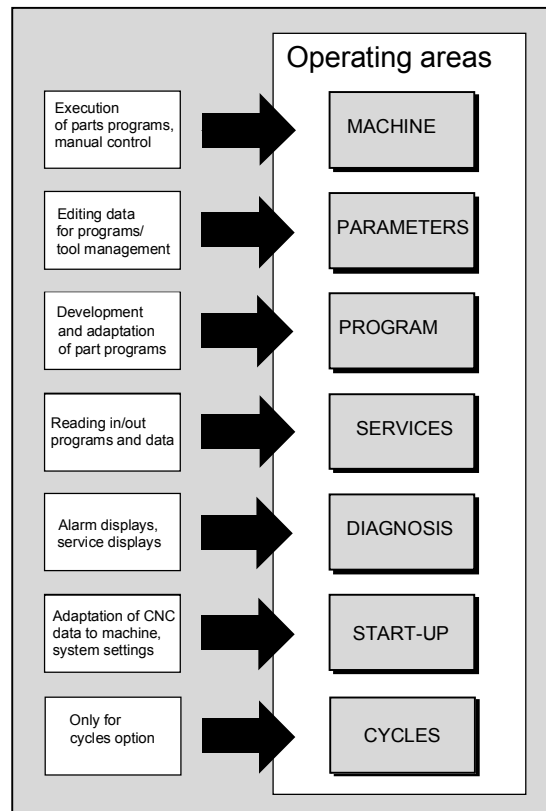 Operating areas
Execution
of parts programs,
manual control
MACHINE
Editing data
for programs/
tool management
PARAMETERS
Development
and adaptation
of part programs
PROGRAM
Reading in/out
programs and data
SERVICES
Alarm displays,
service displays
DIAGNOSIS
Adaptation of CNC
data to machine,
system settings
START-UP
Only for
cycles option
CYCLES